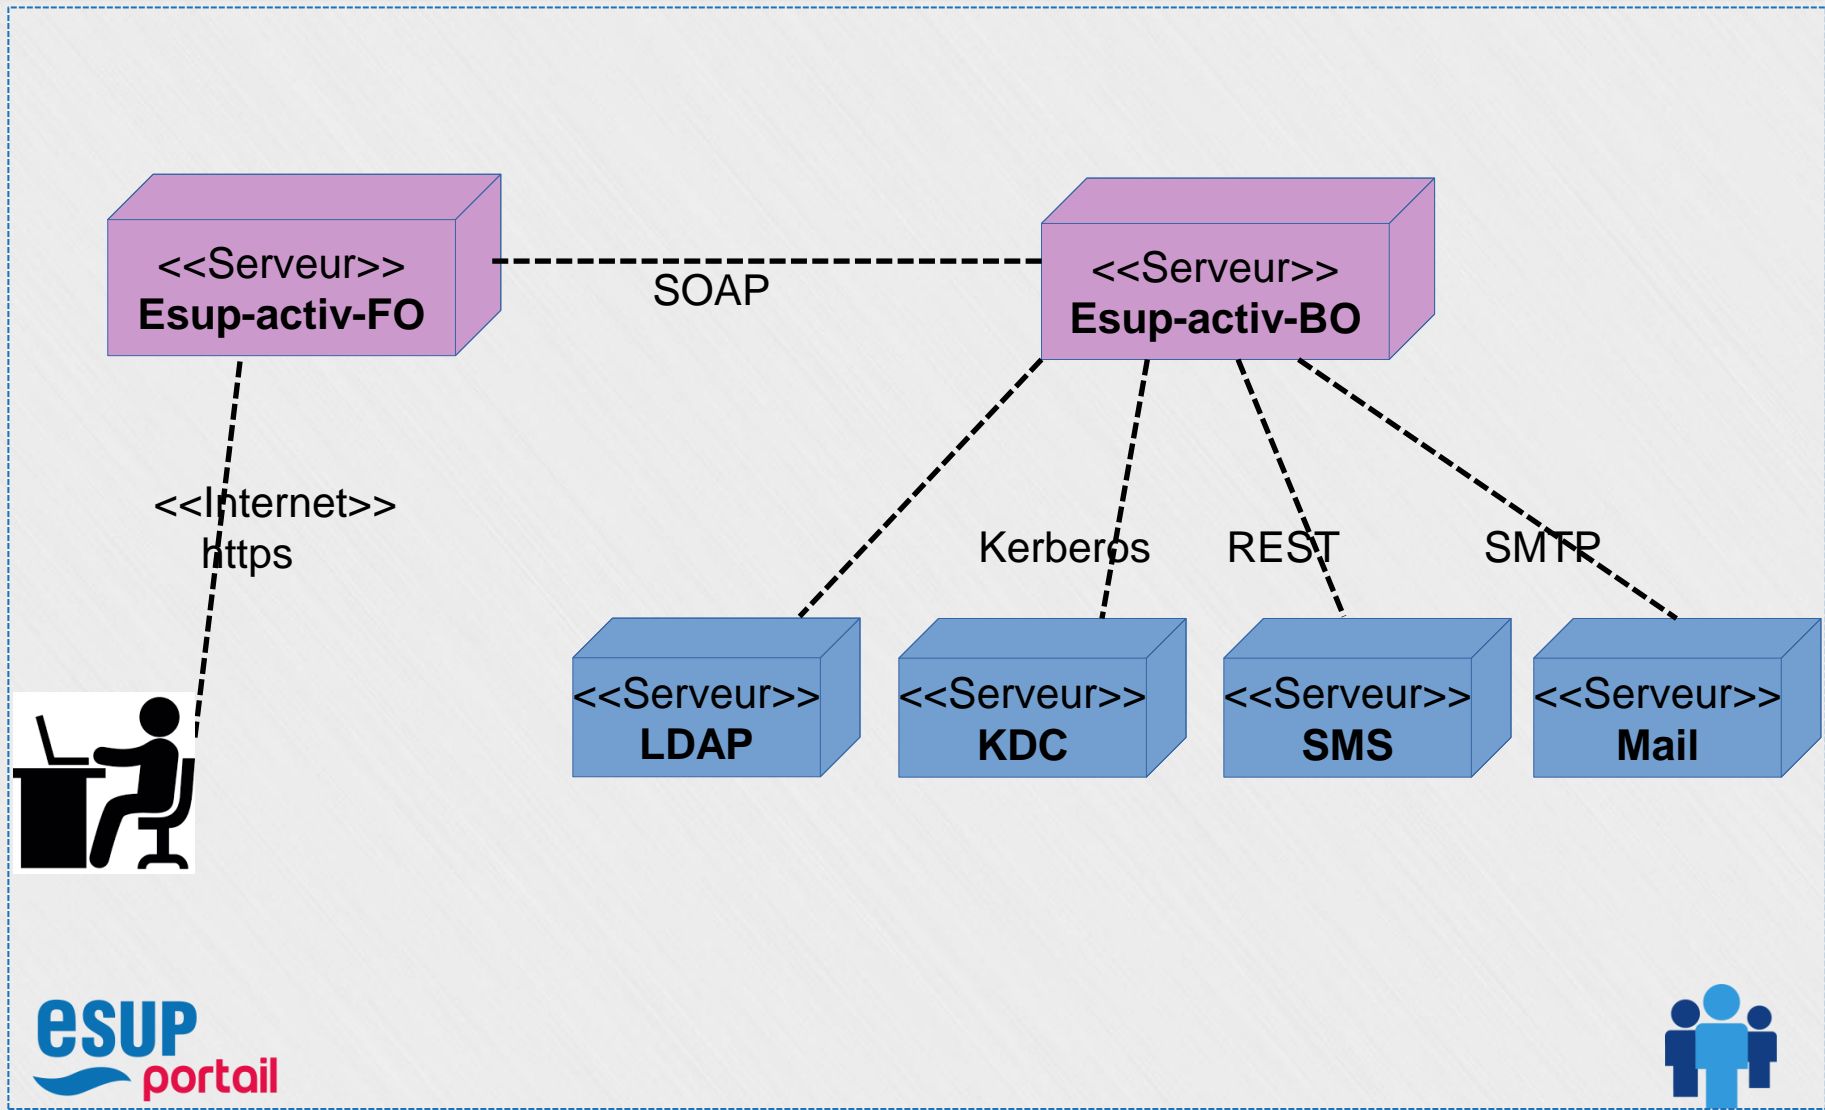 <<Serveur>>
Esup-activ-FO
SOAP
<<Serveur>>
Esup-activ-BO
<<Internet>>
https
Kerberos
REST
SMTP
<<Serveur>>
LDAP
<<Serveur>>
KDC
<<Serveur>>
SMS
<<Serveur>>
Mail
esup
portail